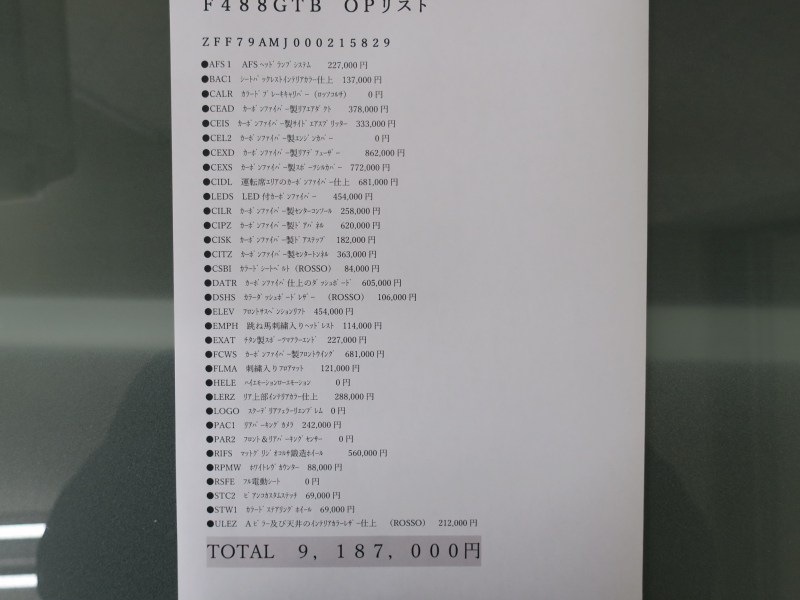 F488GTB OPリスト
ZFF79AMJ000215829
●AFS1 AFSヘッドランプシステム 227,000円
●BAC1 シートバックレストインテリアカラー仕上 137,000円
●CALR カラードブレーキキャリパー(ロッソコルサ) 0円
●CEAD カーボンファイバー製リアエアダクト 378,000円
●CEIS カーボンファイバー製サイドエアスプリッター 333,000円
●CEL2 カーボンファイバー製エンジンカバー 0円
●CEXD カーボンファイバー製リアデフューザー 862,000円
●CEXS カーボンファイバー製スポークシルカバー 772,000円
●CIDL 運転席エリアのカーボンファイバー仕上 681,000円
●LEDS LED付カーボンファイバー 454,000円
●CILR カーボンファイバー製センターコンソール 258,000円
●CIPZ カーボンファイバー製ドアパネル 620,000円
●CISK カーボンファイバー製ドアステップ 182,000円
●CITZ カーボンファイバー製センタートンネル 363,000円
●CSBI カラードシートベルト(ROSSO) 84,000円
●DATR カーボンファイバー仕上のダッシュボード 605,000円
●DSHS カラーダッシュボードレザー (ROSSO) 106,000円
●ELEV フロントサスペンションリフト 454,000円
●EMPH 跳ね馬刺繍入りヘッドレスト 114,000円
●EXAT チタン製スポーツマフラーエンド 227,000円
●FCWS カーボンファイバー製フロントウイング 681,000円
●FLMA 刺繍入りフロアマット 121,000円
●HELE ハイエモーションロースモーション 0円
●LERZ リア上部インテリアカラー仕上 288,000円
●LOGO スクーデリアフェラーリエンブレム 0円
●PAC1 リアパーキングカメラ 242,000円
●PAR2 フロント&リアパーキングセンサー 0円
●RIFS マットグリジオコルサ鍛造ホイール 560,000円
●RPMW ホワイトレヴカウンター 88,000円
●RSFE フル電動シート 0円
●STC2 ビアンコカスタムステッチ 69,000円
●STW1 カラードステアリングホイール 69,000円
●ULEZ Aピラー及び天井のインテリアカラーレザー仕上 (ROSSO) 212,000円
TOTAL 9,187,000円